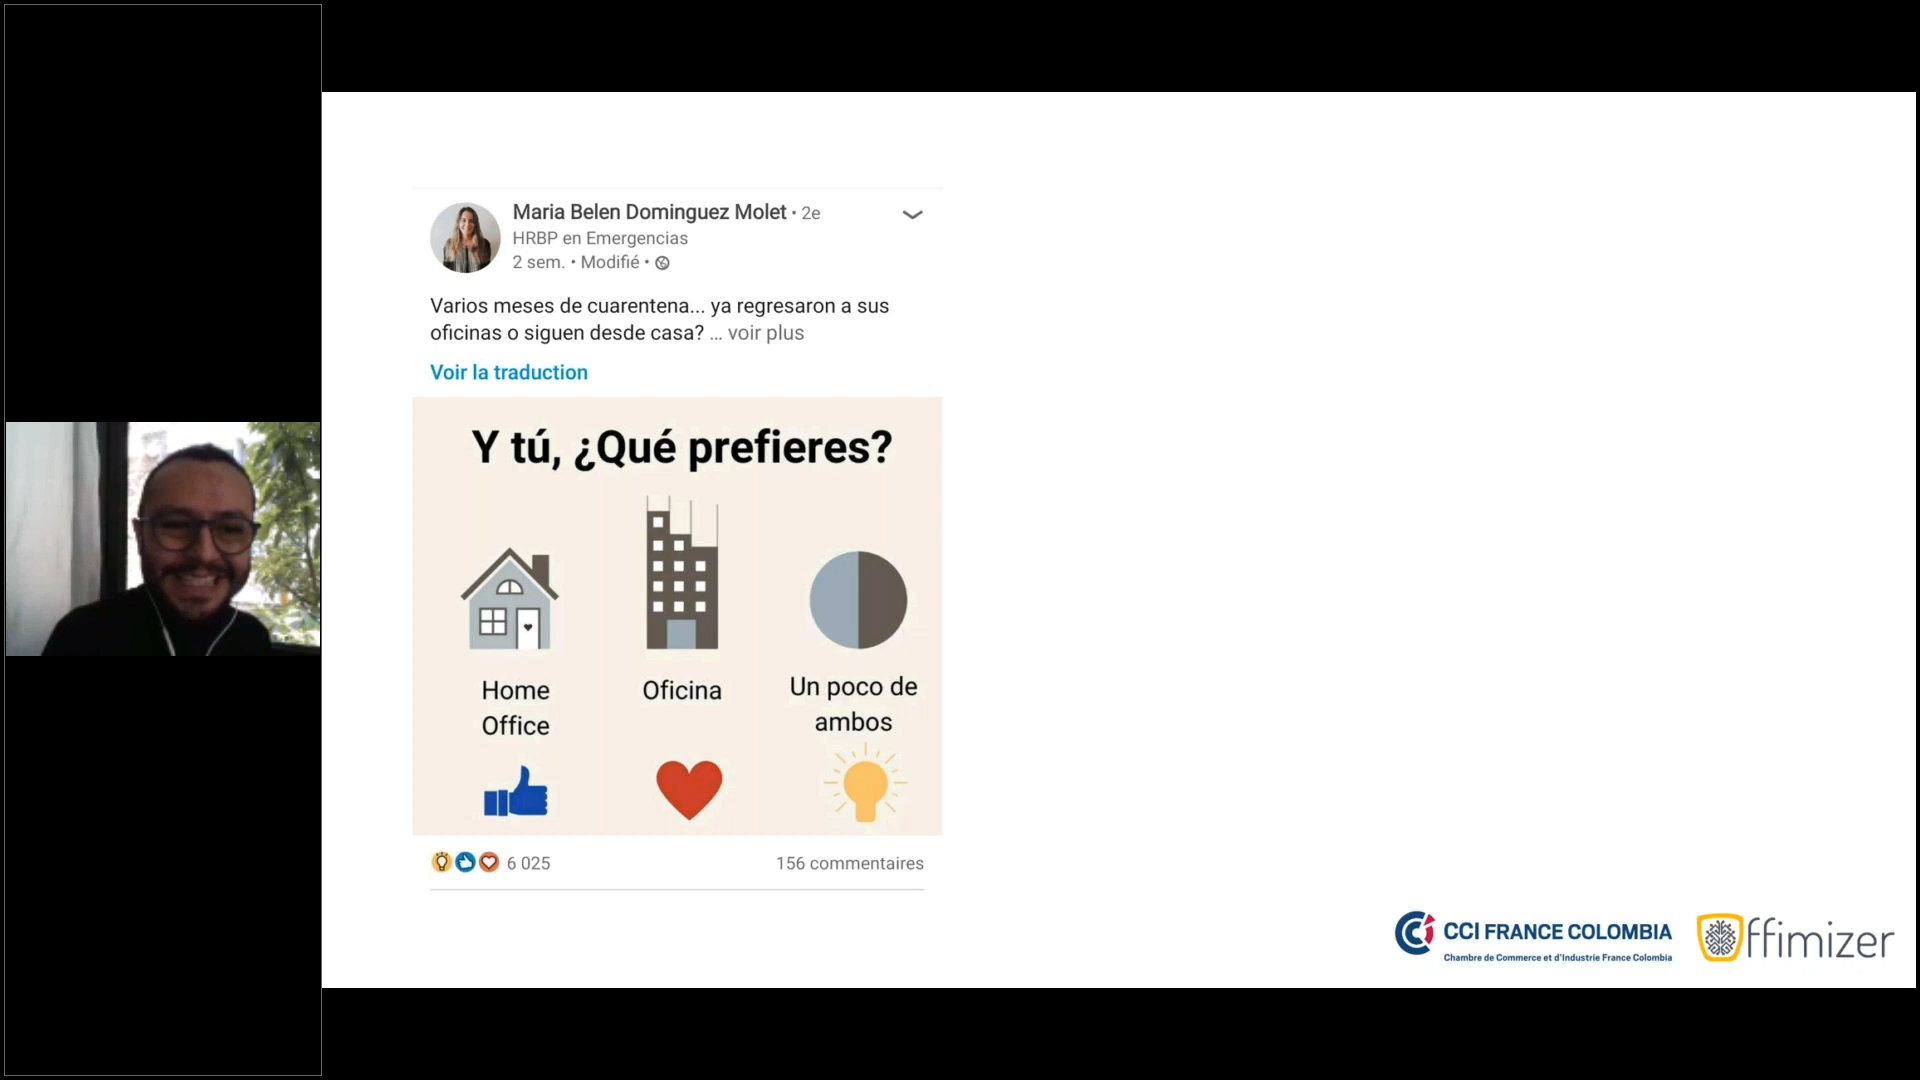 Maria Belen Dominguez Molet • 2e
HRBP en Emergencias
2 sem. • Modifié •
Varios meses de cuarentena... ya regresaron a sus
oficinas o siguen desde casa? ... voir plus
Voir la traduction
Y tú, ¿Qué prefieres?
Home
Office
Oficina
Un poco de
ambos
6 025
156 commentaires
CCI FRANCE COLOMBIA
Chambre de Commerce et d'Industrie France Colombia
ffimizer